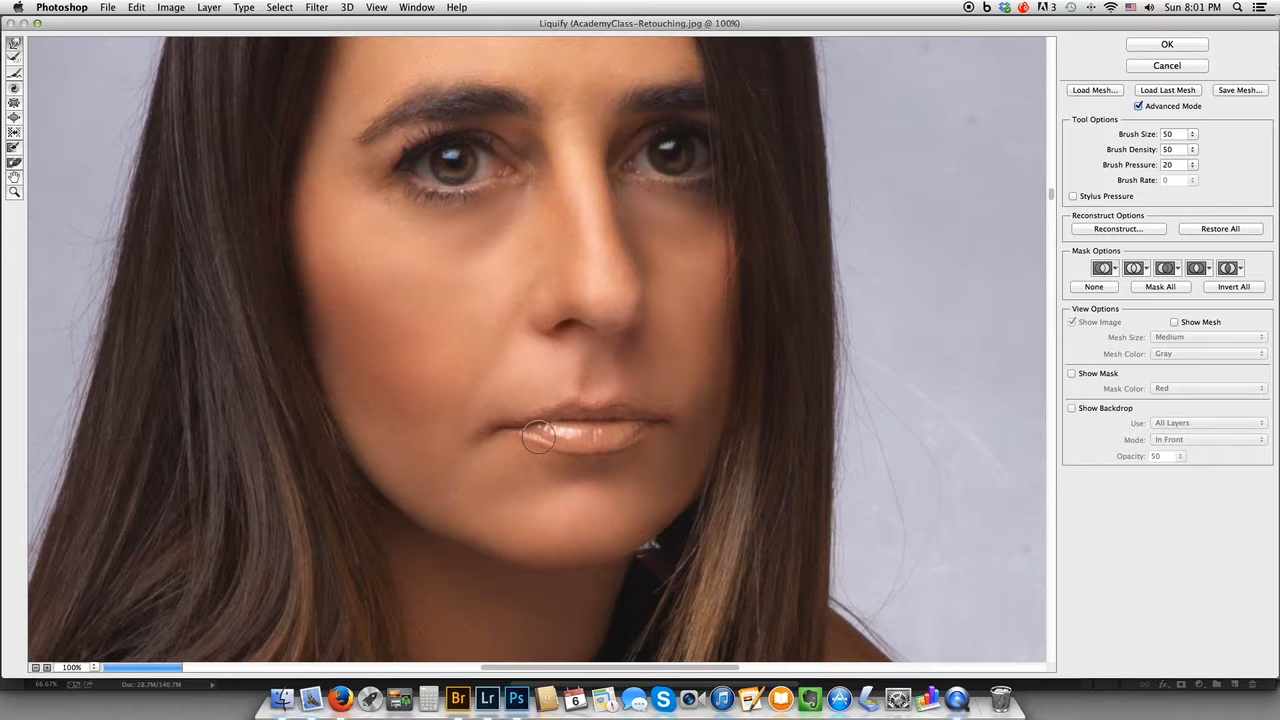 Photoshop File Edit Image Layer Type Select Filter 3D View Window Help 3 Sun 8:01 PM
Liquify (AcademyClass-Retouching.jpg @ 100%)
OK
Cancel
Load Mesh... Load Last Mesh Save Mesh...
Advanced Mode
Tool Options
Brush Size: 50
Brush Density: 50
Brush Pressure: 20
Brush Rate: 0
Stylus Pressure
Reconstruct Options
Reconstruct... Restore All
Mask Options
None Mask All Invert All
View Options
Show Image Show Mesh
Mesh Size: Medium
Mesh Color: Gray
Show Mask
Mask Color: Red
Show Backdrop
Use: All Layers
Mode: In Front
Opacity: 50
100%
66.67% Doc: 28.7M/140.7M
Br Lr Ps 6